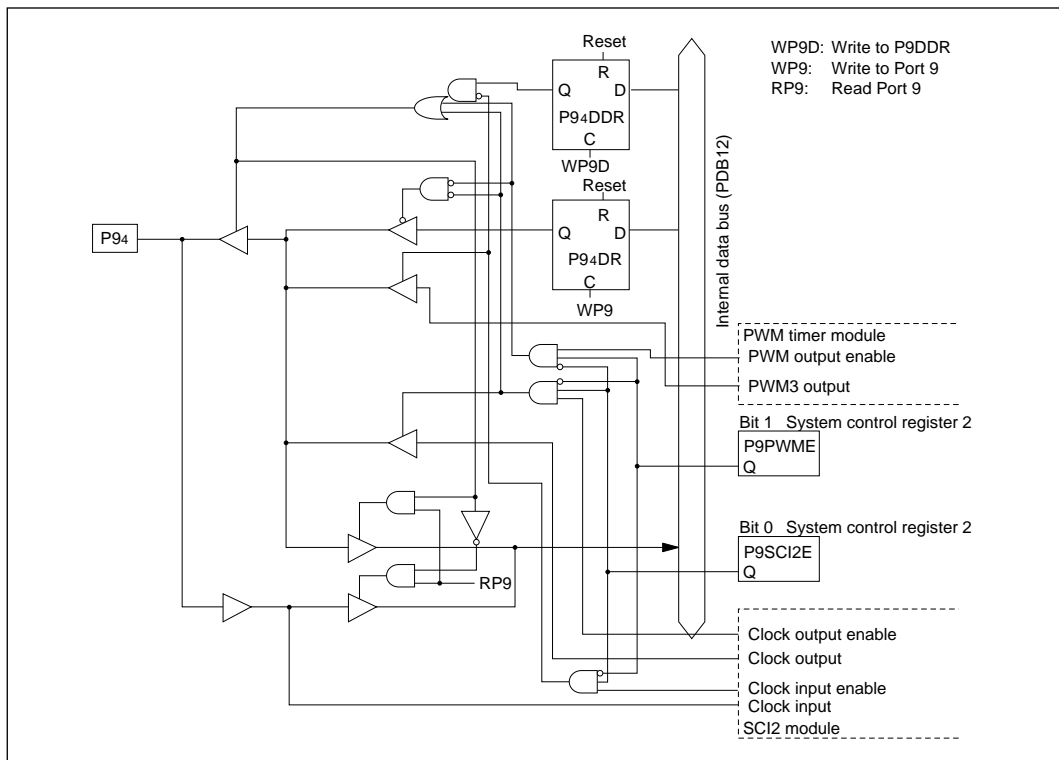 Reset
WP9D: Write to P9DDR
WP9: Write to Port 9
RP9: Read Port 9
R
Q
D
P94DDR
C
WP9D
Reset
R
Q
D
P94DR
C
WP9
P94
Internal data bus (PDB12)
PWM timer module
PWM output enable
PWM3 output
Bit 1 System control register 2
P9PWME
Q
Bit 0 System control register 2
P9SCI2E
Q
RP9
Clock output enable
Clock output
Clock input enable
Clock input
SCI2 module